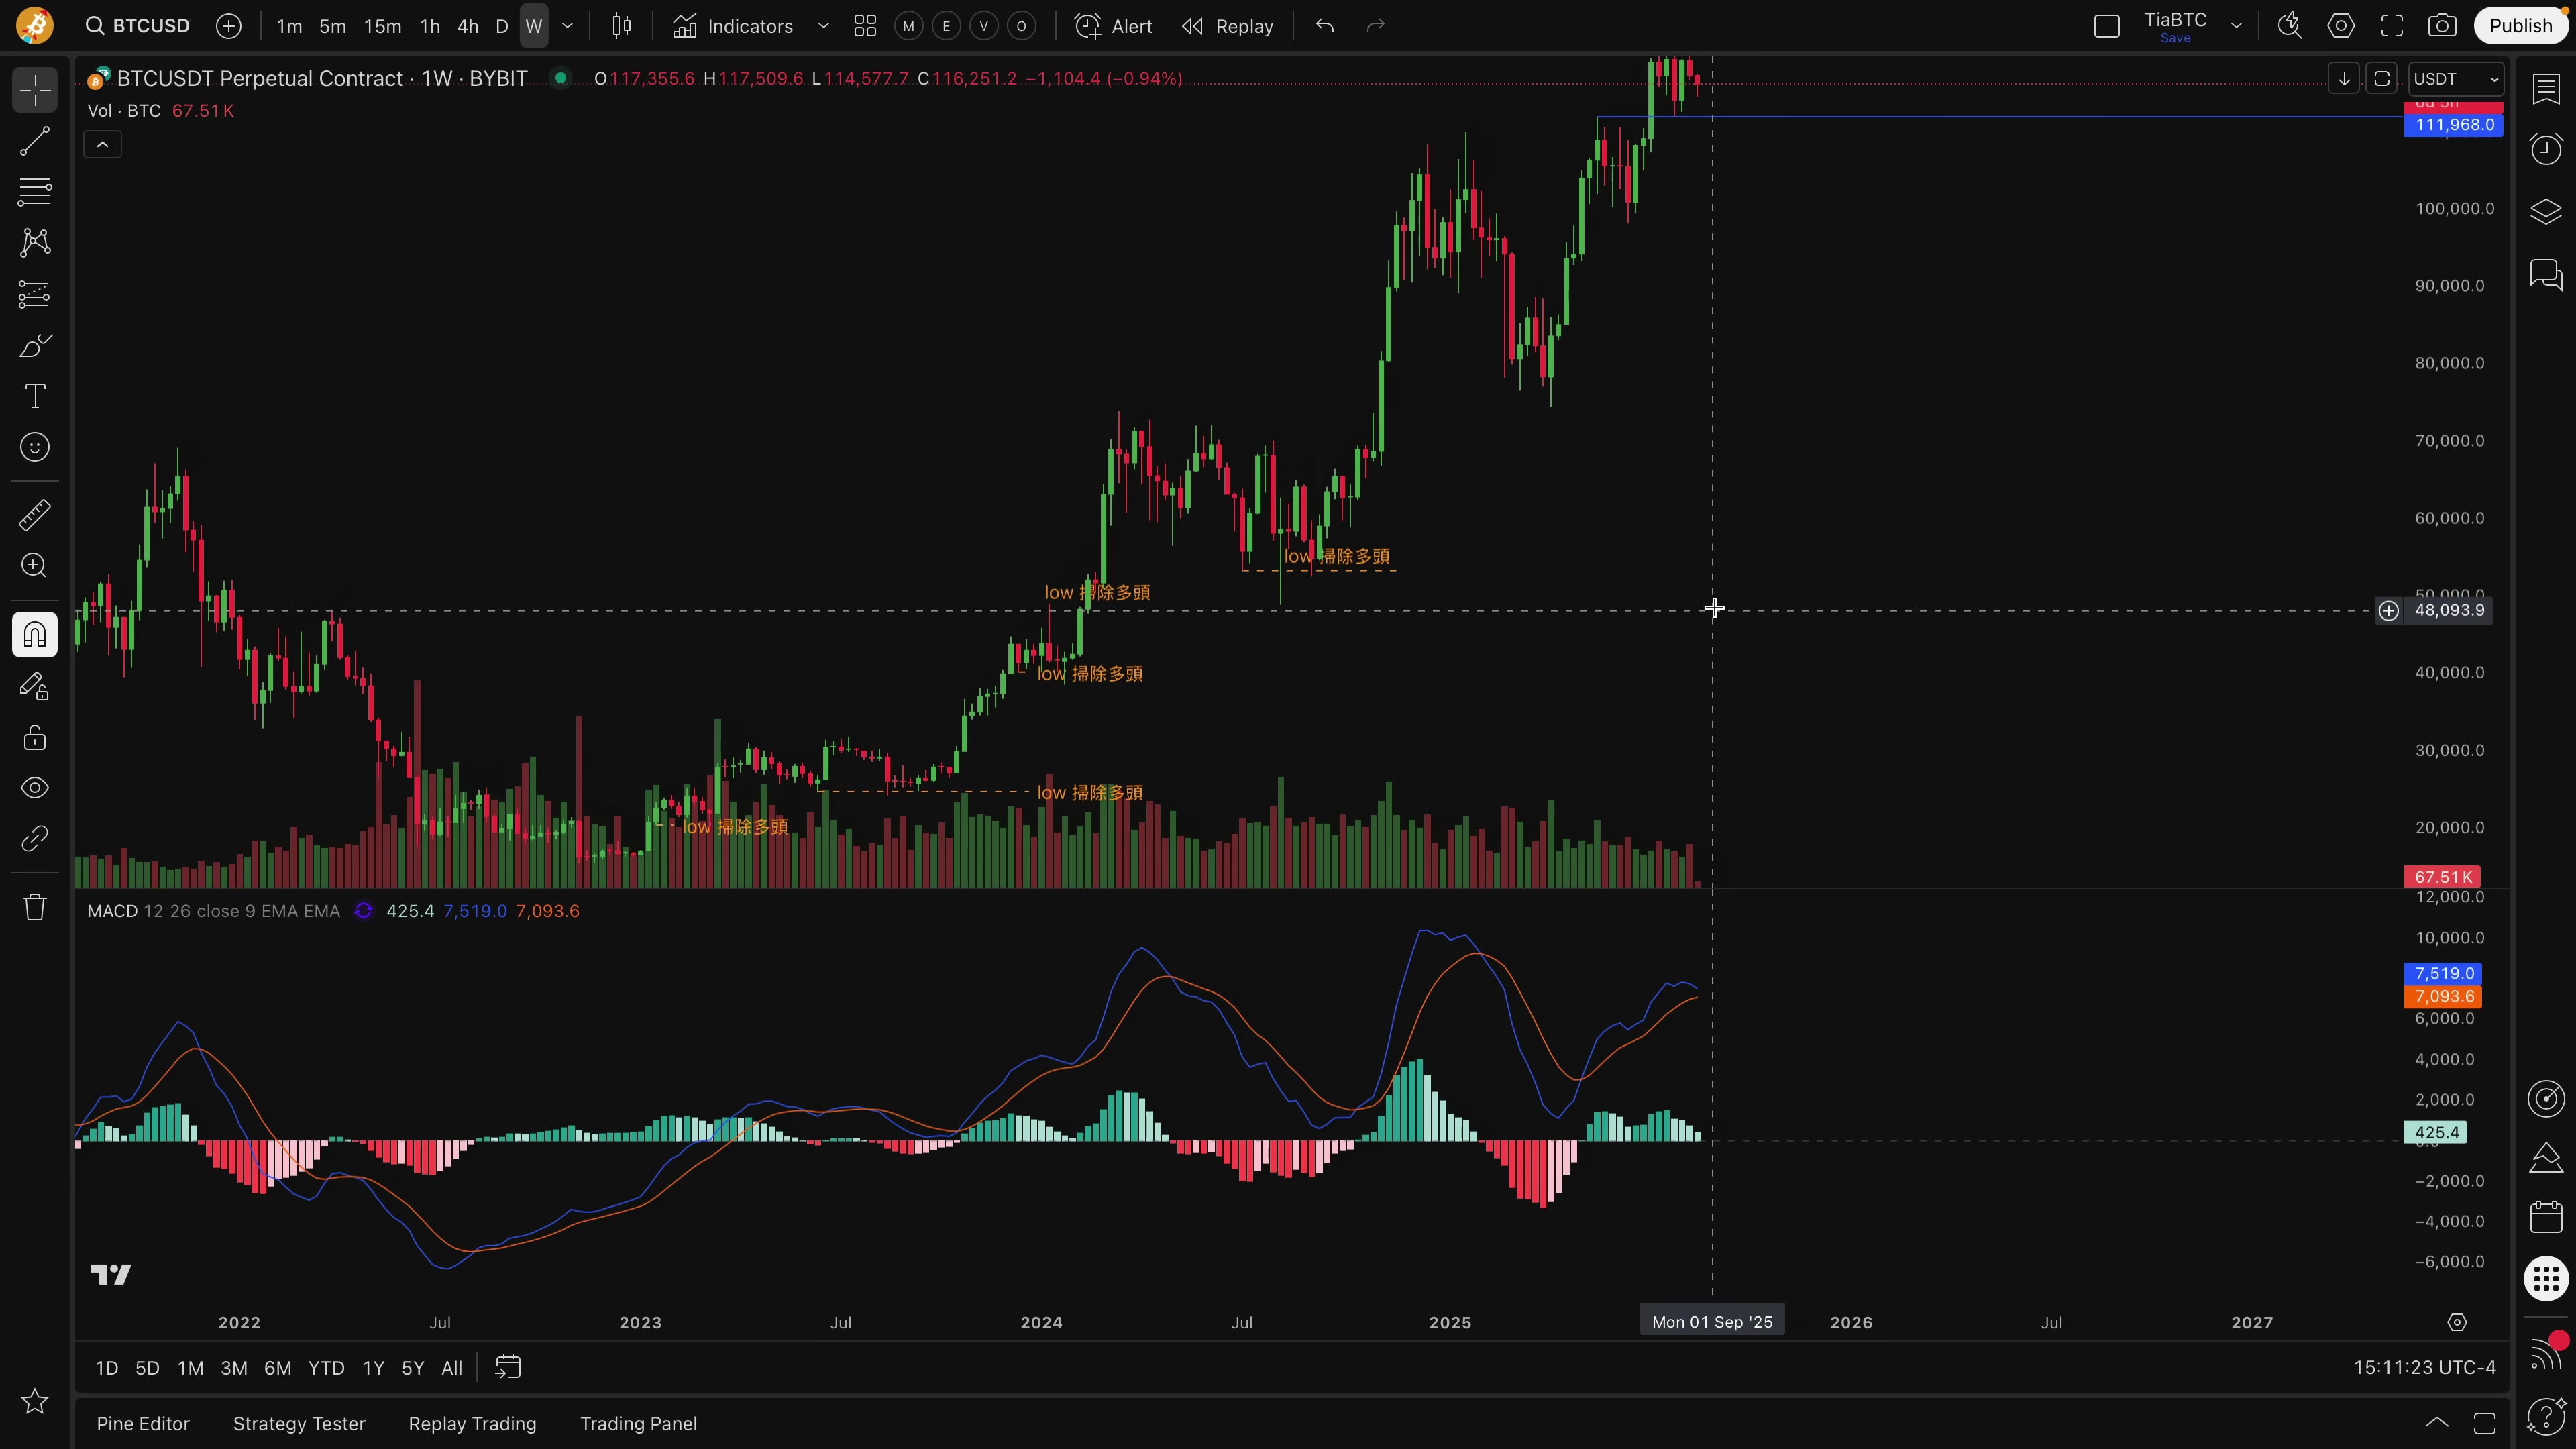 BTCUSD
1m 5m 15m 1h 4h D W
Indicators
M E V O
Alert
Replay
TiaBTC
Save
Publish
BTCUSDT Perpetual Contract · 1W · BYBIT
O117,355.6 H117,509.6 L114,577.7 C116,251.2 −1,104.4 (−0.94%)
USDT
Vol · BTC 67.51 K
111,968.0
100,000.0
90,000.0
80,000.0
70,000.0
60,000.0
low 掃除多頭
low 掃除多頭
50,000.0
48,093.9
low 掃除多頭
40,000.0
30,000.0
low 掃除多頭
low 掃除多頭
20,000.0
67.51 K
12,000.0
MACD 12 26 close 9 EMA EMA 425.4 7,519.0 7,093.6
10,000.0
7,519.0
7,093.6
6,000.0
4,000.0
2,000.0
425.4
−2,000.0
−4,000.0
−6,000.0
2022 Jul 2023 Jul 2024 Jul 2025 Mon 01 Sep '25 2026 Jul 2027
1D 5D 1M 3M 6M YTD 1Y 5Y All
15:11:23 UTC-4
Pine Editor Strategy Tester Replay Trading Trading Panel